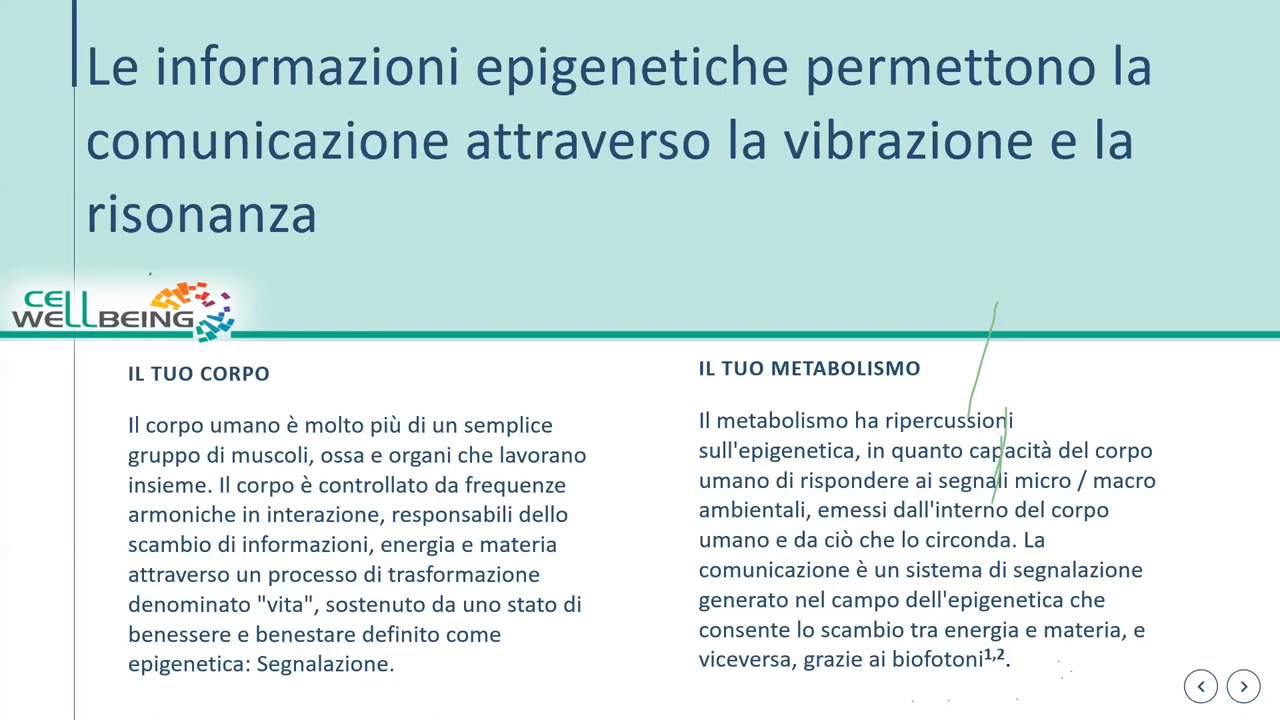 Le informazioni epigenetiche permettono la
comunicazione attraverso la vibrazione e la
risonanza
CELL
WELLBEING
IL TUO CORPO
Il corpo umano è molto più di un semplice
gruppo di muscoli, ossa e organi che lavorano
insieme. Il corpo è controllato da frequenze
armoniche in interazione, responsabili dello
scambio di informazioni, energia e materia
attraverso un processo di trasformazione
denominato "vita", sostenuto da uno stato di
benessere e benestare definito come
epigenetica: Segnalazione.
IL TUO METABOLISMO
Il metabolismo ha ripercussioni
sull'epigenetica, in quanto capacità del corpo
umano di rispondere ai segnali micro / macro
ambientali, emessi dall'interno del corpo
umano e da ciò che lo circonda. La
comunicazione è un sistema di segnalazione
generato nel campo dell'epigenetica che
consente lo scambio tra energia e materia, e
viceversa, grazie ai biofotoni1,2.